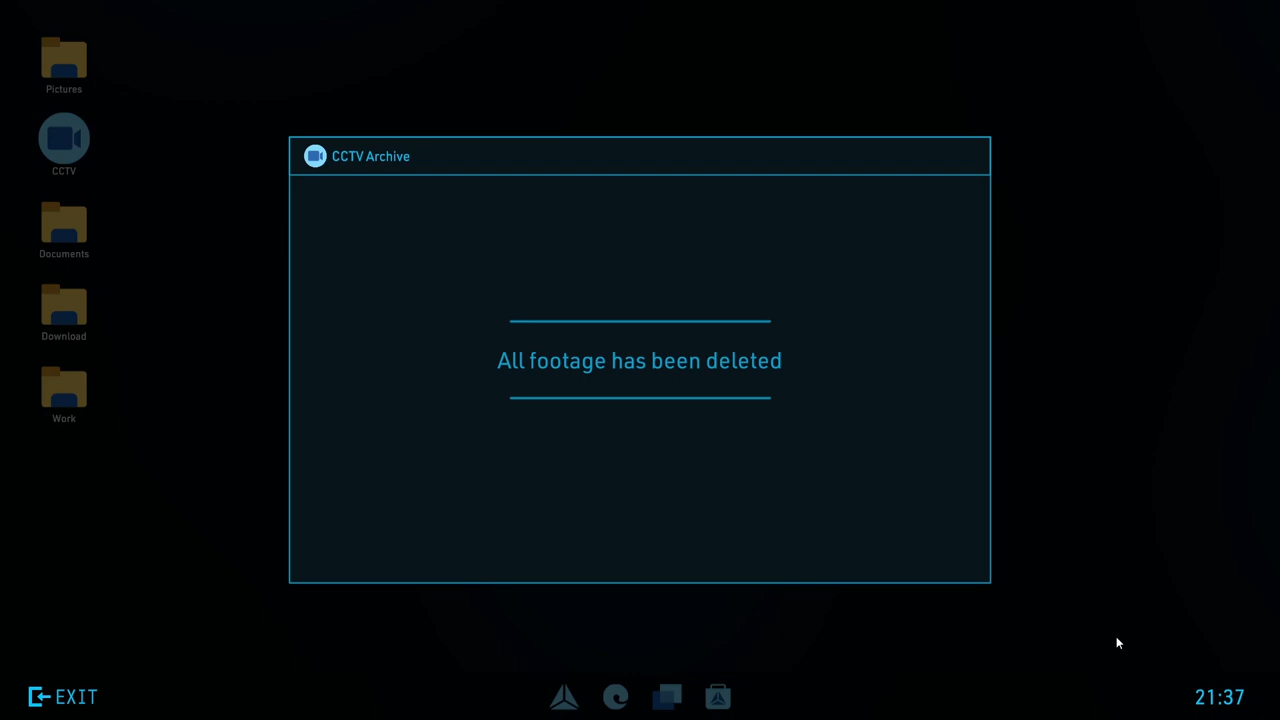 Pictures
CCTV
Documents
Download
Work
CCTV Archive
All footage has been deleted
EXIT
21:37